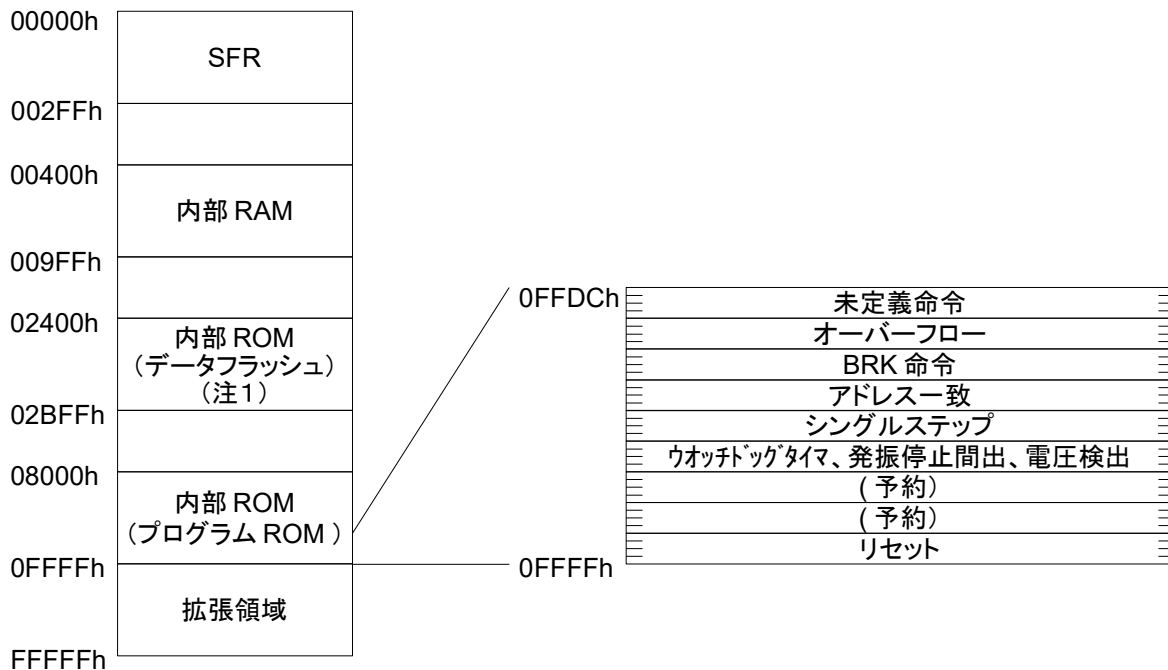 00000h
SFR
002FFh
00400h
内部 RAM
009FFh
02400h
内部 ROM
（データフラッシュ）
（注１）
02BFFh
08000h
内部 ROM
（プログラム ROM ）
0FFFFh
拡張領域
FFFFFh
0FFDCh
未定義命令
オーバーフロー
BRK 命令
アドレス一致
シングルステップ
ｳｵｯﾁﾄﾞｯｸﾞﾀｲﾏ、発振停止間出、電圧検出
( 予約）
( 予約）
リセット
0FFFFh